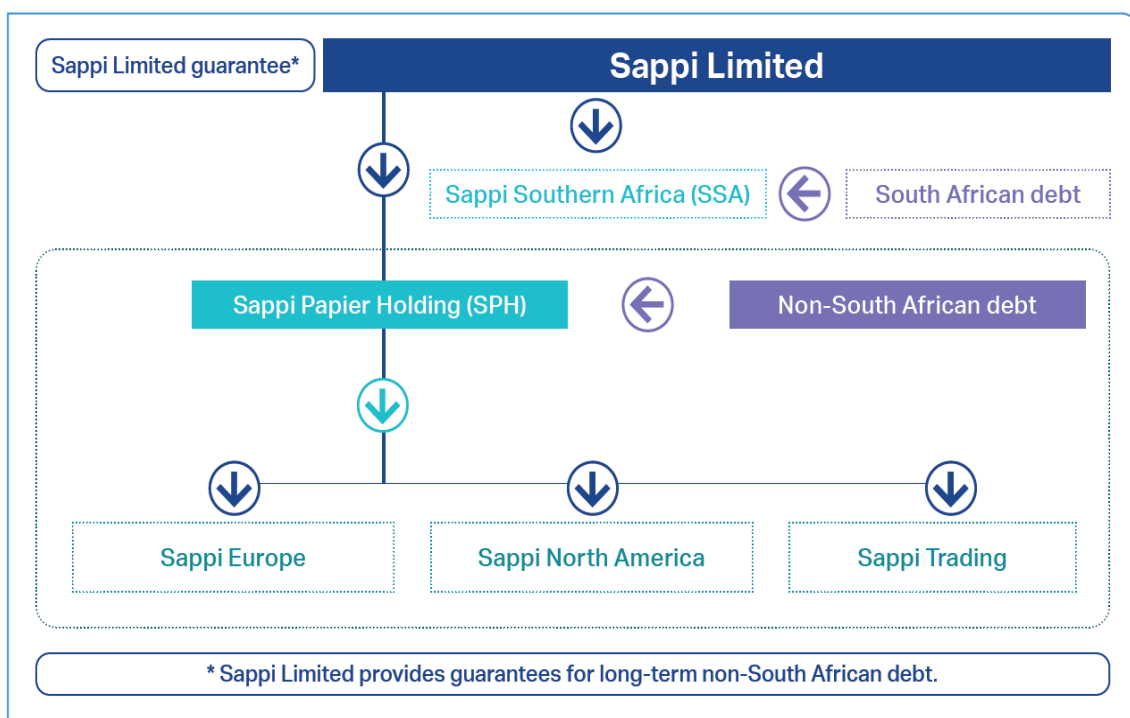 Sappi Limited guarantee*
Sappi Limited
Sappi Southern Africa (SSA)
South African debt
Sappi Papier Holding (SPH)
Non-South African debt
Sappi Europe
Sappi North America
Sappi Trading
* Sappi Limited provides guarantees for long-term non-South African debt.